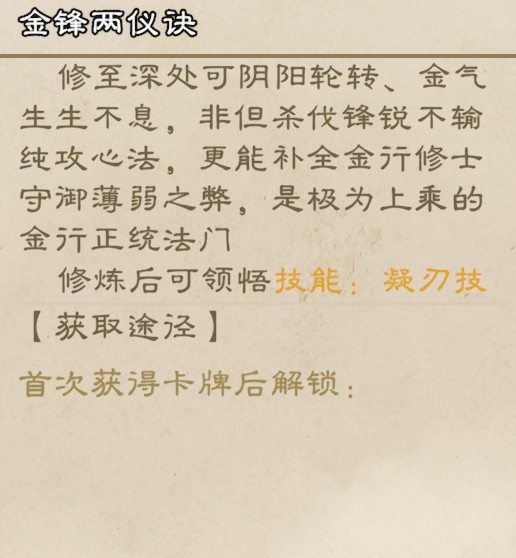 金锋两仪诀
修至深处可阴阳轮转、金气
生生不息，非但杀伐锋锐不输
纯攻心法，更能补全金行修士
守御薄弱之弊，是极为上乘的
金行正统法门
修炼后可领悟技能：凝刃技
【获取途径】
首次获得卡牌后解锁：